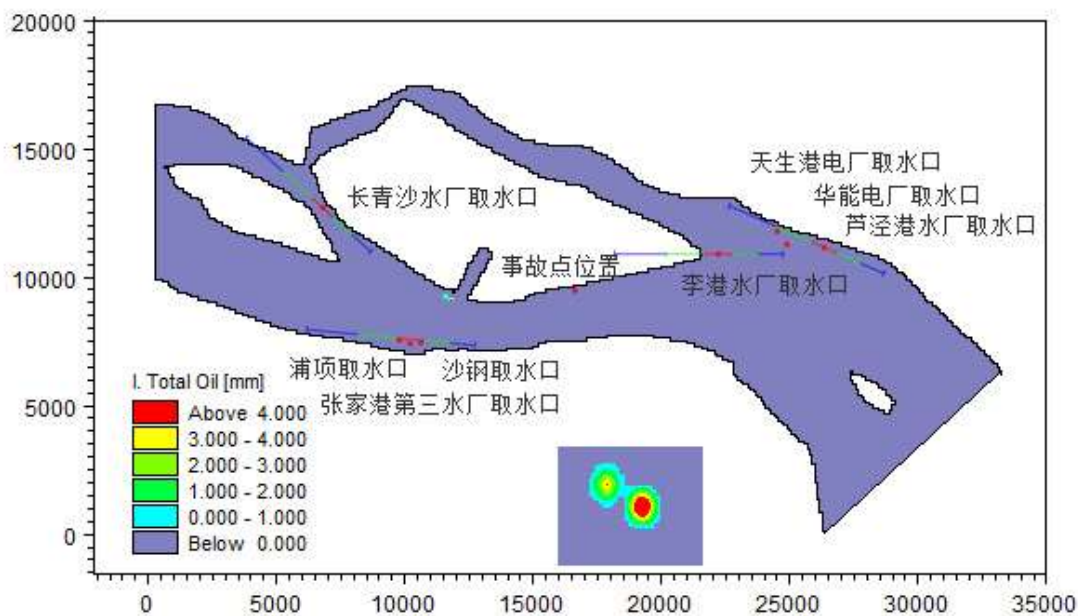 20000
15000
10000
5000
0
天生港电厂取水口
华能电厂取水口
芦泾港水厂取水口
长青沙水厂取水口
事故点位置
李港水厂取水口
浦项取水口 沙钢取水口
张家港第三水厂取水口
I. Total Oil [mm]
Above 4.000
3.000 - 4.000
2.000 - 3.000
1.000 - 2.000
0.000 - 1.000
Below 0.000
0 5000 10000 15000 20000 25000 30000 35000